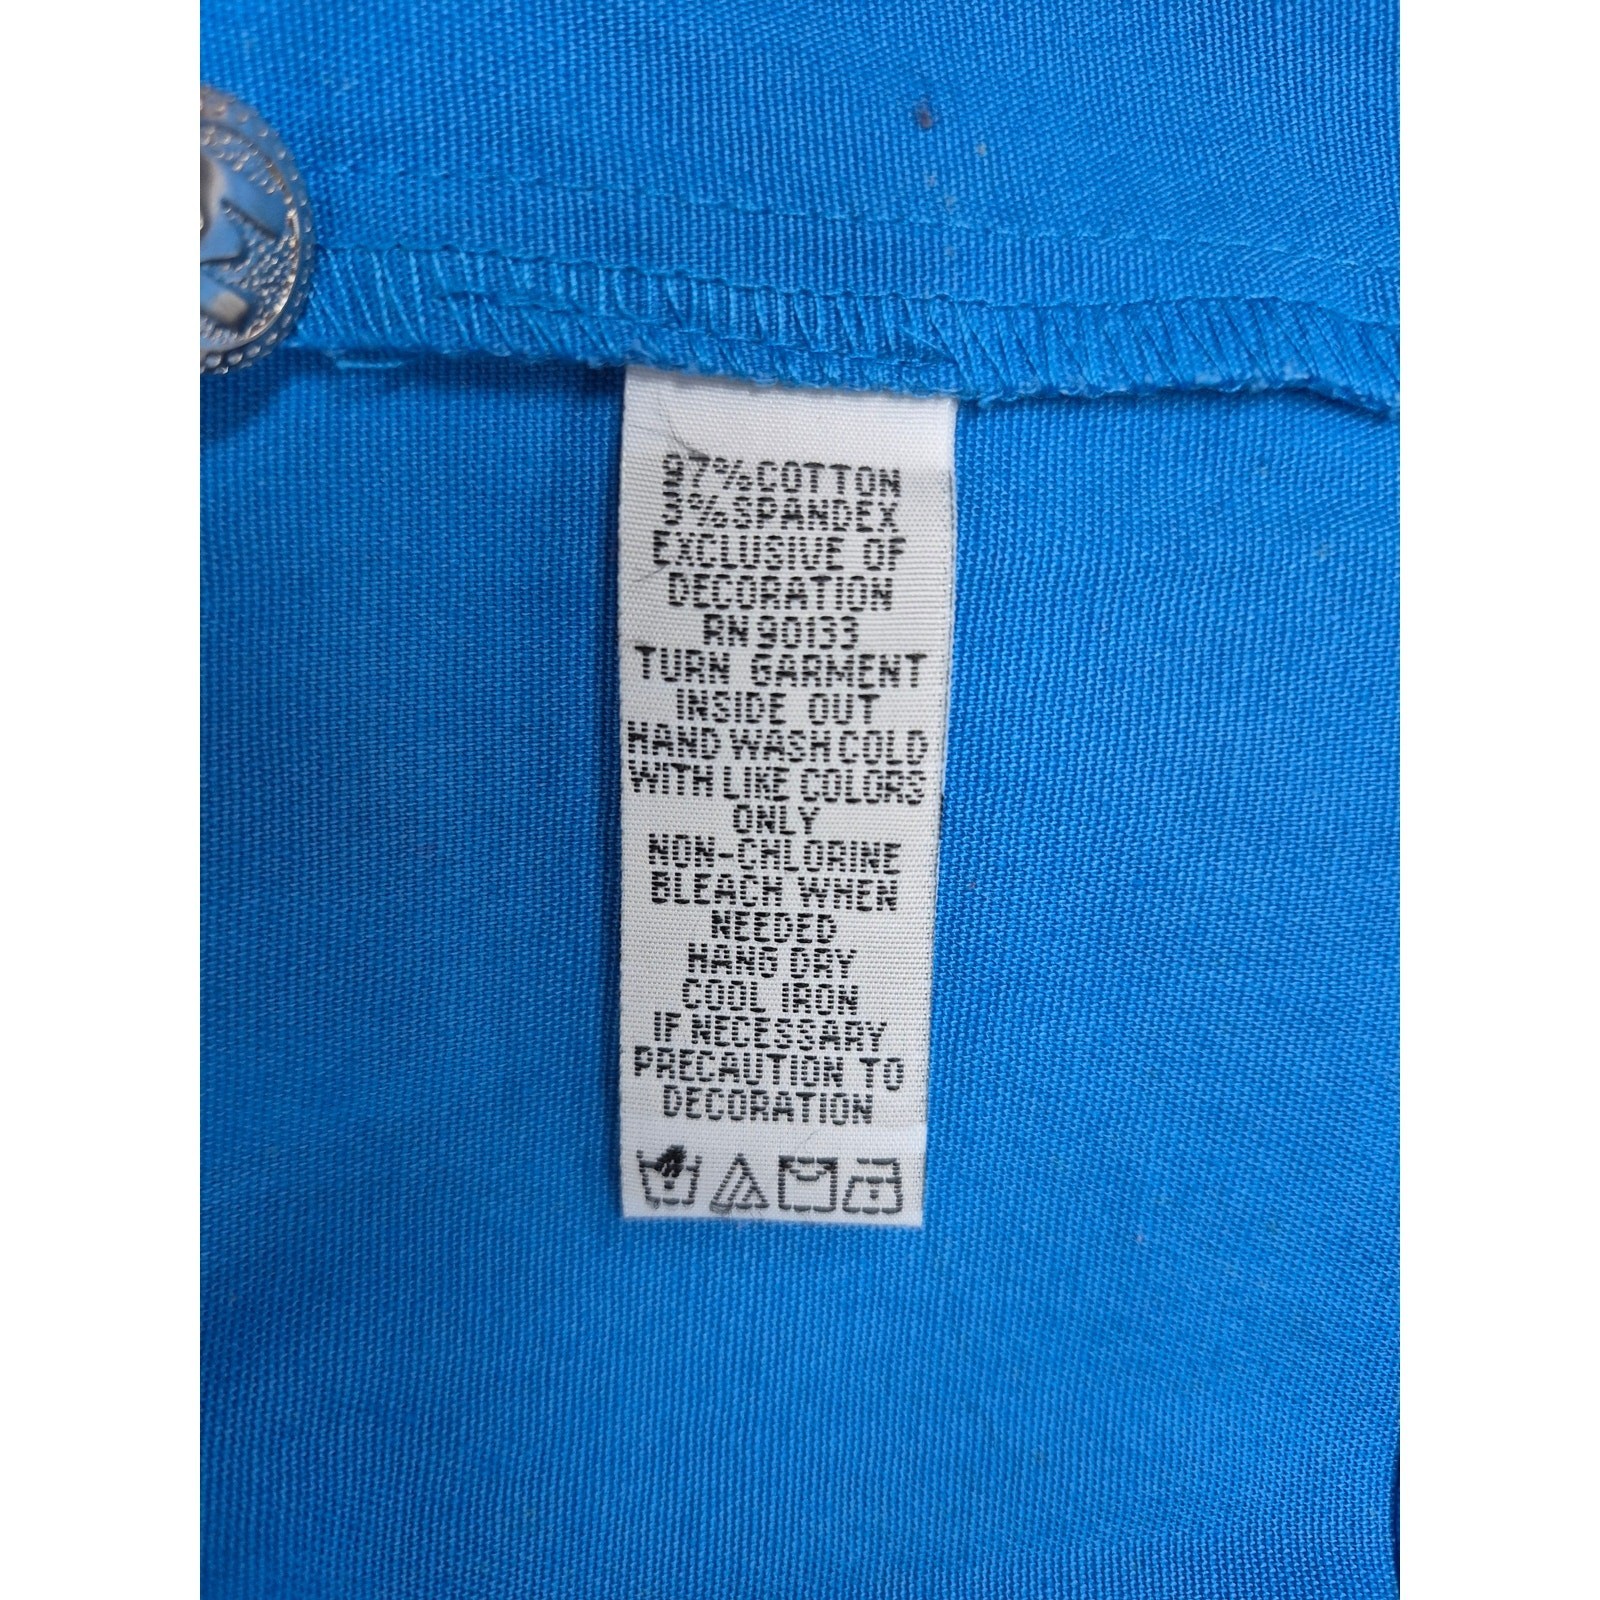 97% COTTON
3% SPANDEX
EXCLUSIVE OF
DECORATION
RN 90133
TURN GARMENT
INSIDE OUT
HAND WASH COLD
WITH LIKE COLORS
ONLY
NON-CHLORINE
BLEACH WHEN
NEEDED
HANG DRY
COOL IRON
IF NECESSARY
PRECAUTION TO
DECORATION